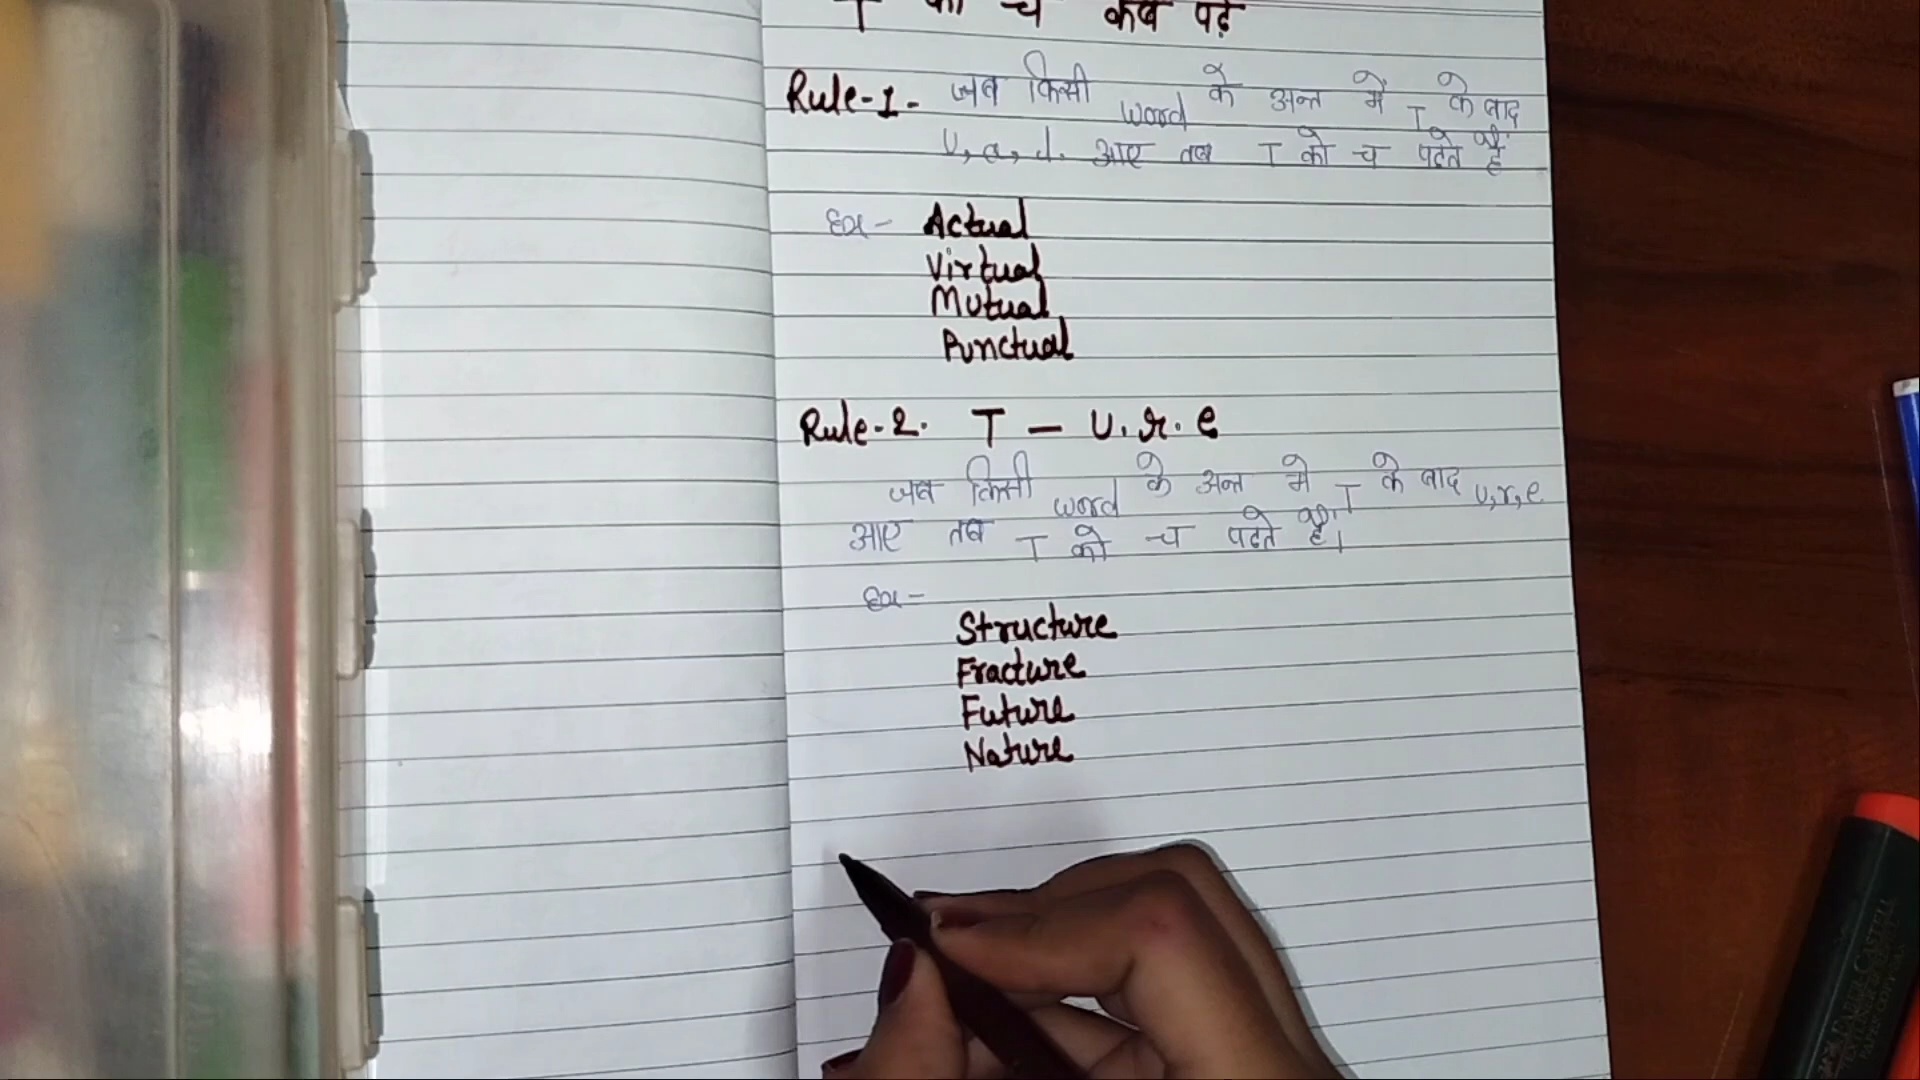 T को च कब पढ़ें
Rule-1- जब किसी word के अन्त में T के बाद
u, a, l. आए तब T को च पढ़ते हैं
Ex- Actual
Virtual
Mutual
Punctual
Rule-2. T - u.r.e
जब किसी word के अन्त मे T के बाद u,r,e
आए तब T को च पढ़ते हैं।
Ex-
Structure
Fracture
Future
Nature